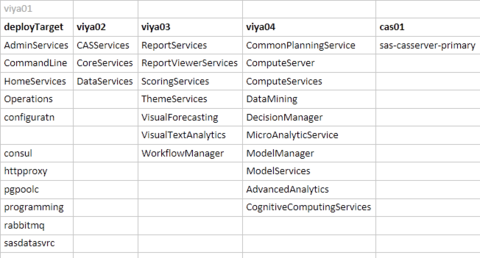 viya01
deployTarget viya02 viya03 viya04 cas01
AdminServices CASServices ReportServices CommonPlanningService sas-casserver-primary
CommandLine CoreServices ReportViewerServices ComputeServer
HomeServices DataServices ScoringServices ComputeServices
Operations ThemeServices DataMining
configuratn VisualForecasting DecisionManager
VisualTextAnalytics MicroAnalyticService
consul WorkflowManager ModelManager
httpproxy ModelServices
pgpoolc AdvancedAnalytics
programming CognitiveComputingServices
rabbitmq
sasdatasvrc